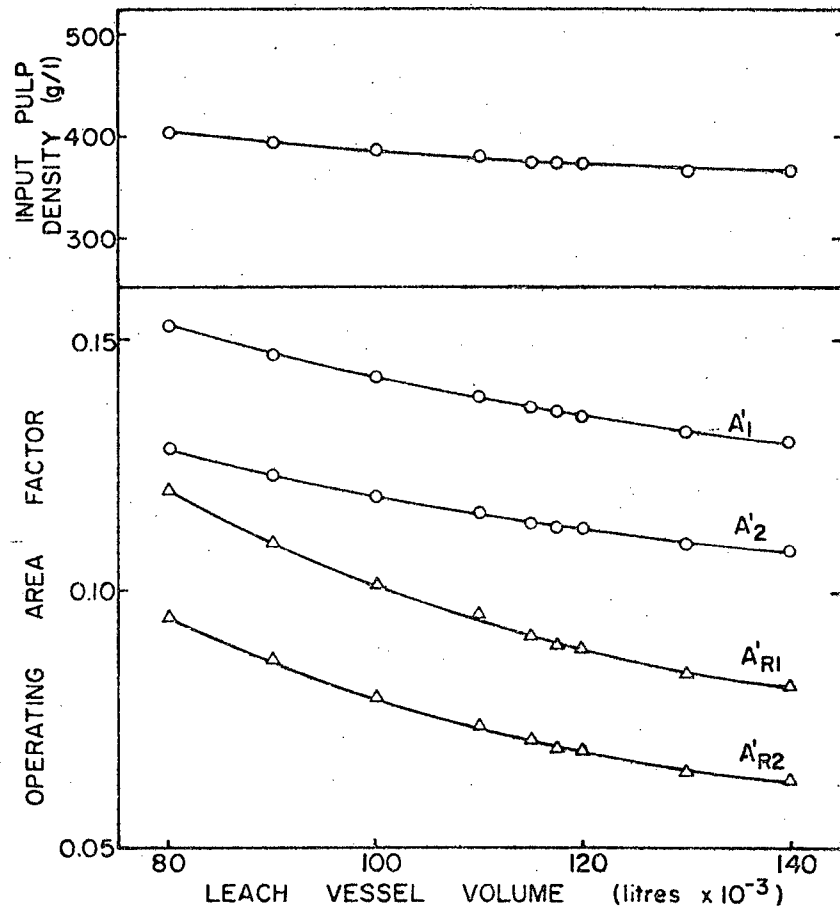 INPUT PULP
DENSITY (g/l)
500
400
300
OPERATING AREA FACTOR
0.15
0.10
0.05
A'1
A'2
A'R1
A'R2
80 100 120 140
LEACH VESSEL VOLUME (litres x10⁻³)